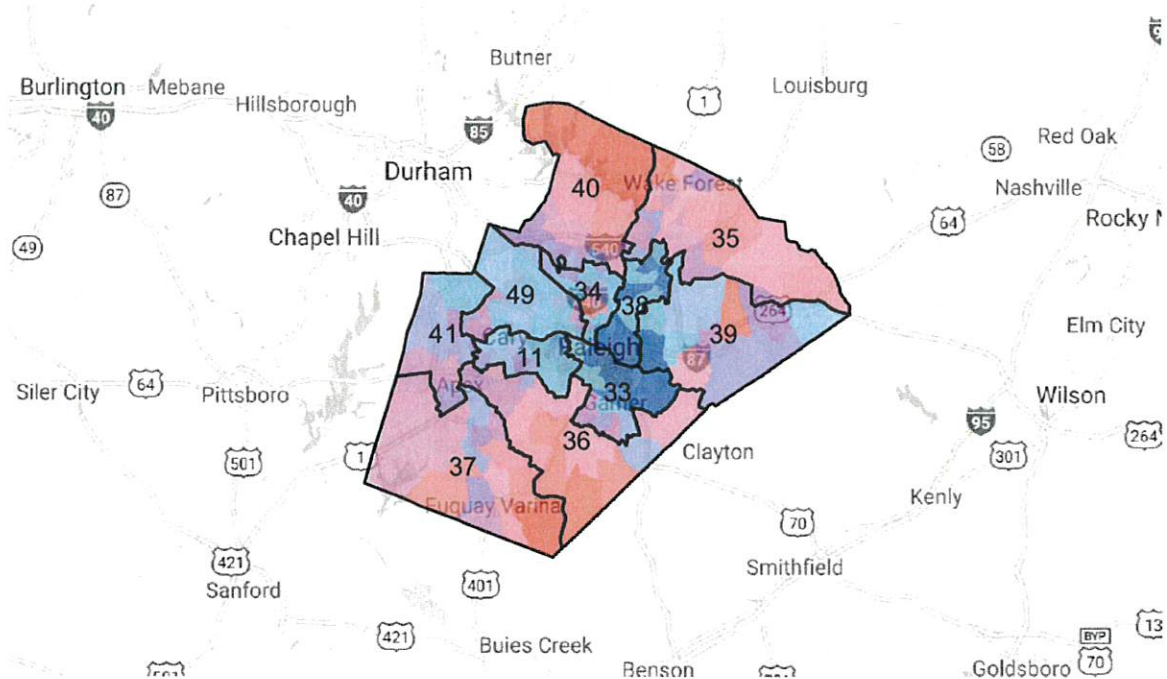 Butner
Burlington
Mebane
Louisburg
Hillsborough
40
1
85
Red Oak
58
Durham
40
Wake Forest
Nashville
87
40
64
Rocky
Chapel Hill
35
49
540
49
34
38
264
Elm City
41
Cary
39
11
Raleigh
87
Siler City
64
Pittsboro
Apex
33
Garner
Wilson
95
264
36
Clayton
501
1
301
37
Kenly
Fuquay Varina
70
421
Smithfield
Sanford
401
421
Buies Creek
BYP
70
13
Benson
Goldsboro